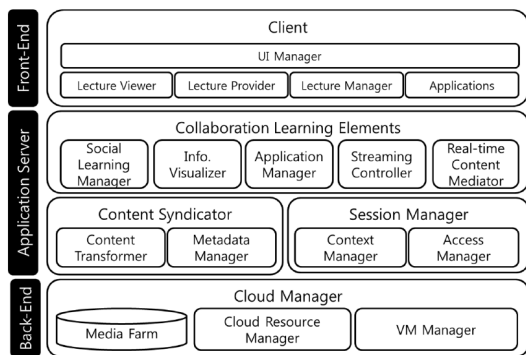 Front-End
Client
UI Manager
Lecture Viewer
Lecture Provider
Lecture Manager
Applications
Application Server
Collaboration Learning Elements
Social
Learning
Manager
Info.
Visualizer
Application
Manager
Streaming
Controller
Real-time
Content
Mediator
Content Syndicator
Content
Transformer
Metadata
Manager
Session Manager
Context
Manager
Access
Manager
Back-End
Cloud Manager
Media Farm
Cloud Resource
Manager
VM Manager